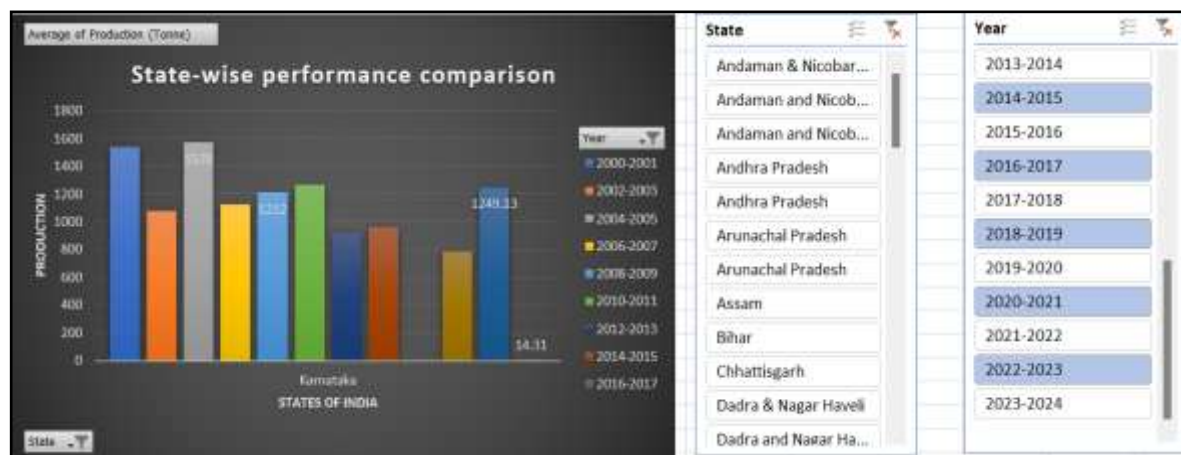 Average of Production (Tonne)
State-wise performance comparison
1800
1600
1400
1200
1000
800
600
400
200
0
PRODUCTION
1212
1249.13
14.31
Karnataka
STATES OF INDIA
Year
2000-2001
2002-2003
2004-2005
2006-2007
2008-2009
2010-2011
2012-2013
2014-2015
2016-2017
State
State
Andaman & Nicobar...
Andaman and Nicob...
Andaman and Nicob...
Andhra Pradesh
Andhra Pradesh
Arunachal Pradesh
Arunachal Pradesh
Assam
Bihar
Chhattisgarh
Dadra & Nagar Haveli
Dadra and Nagar Ha...
Year
2013-2014
2014-2015
2015-2016
2016-2017
2017-2018
2018-2019
2019-2020
2020-2021
2021-2022
2022-2023
2023-2024